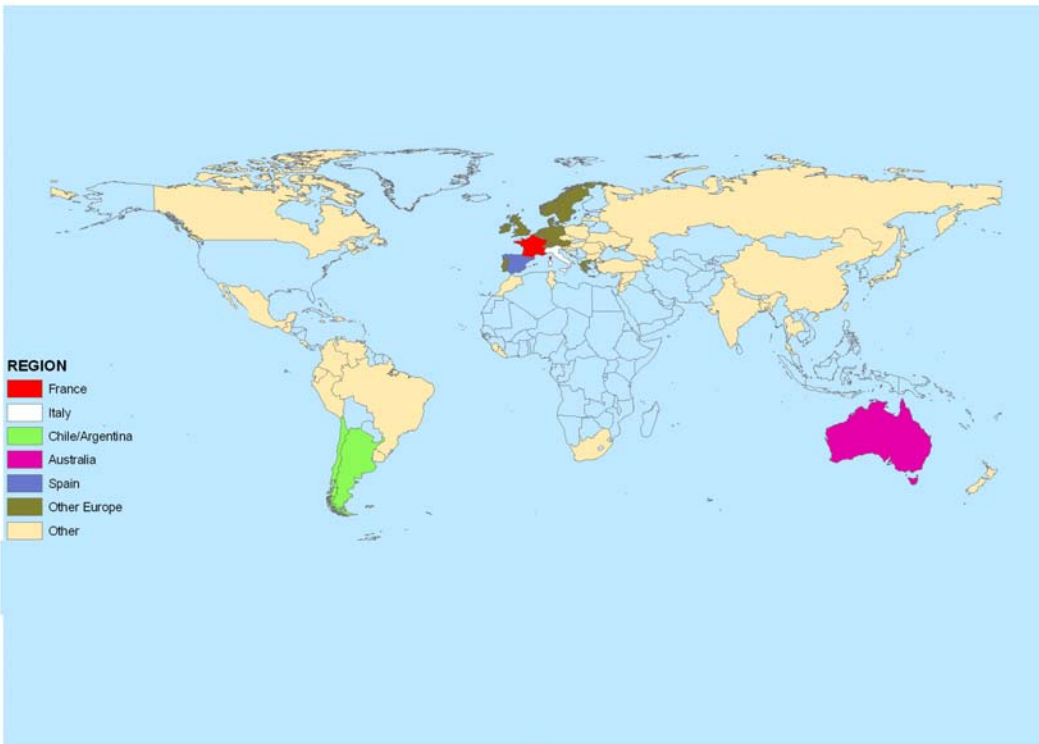 REGION
France
Italy
Chile/Argentina
Australia
Spain
Other Europe
Other